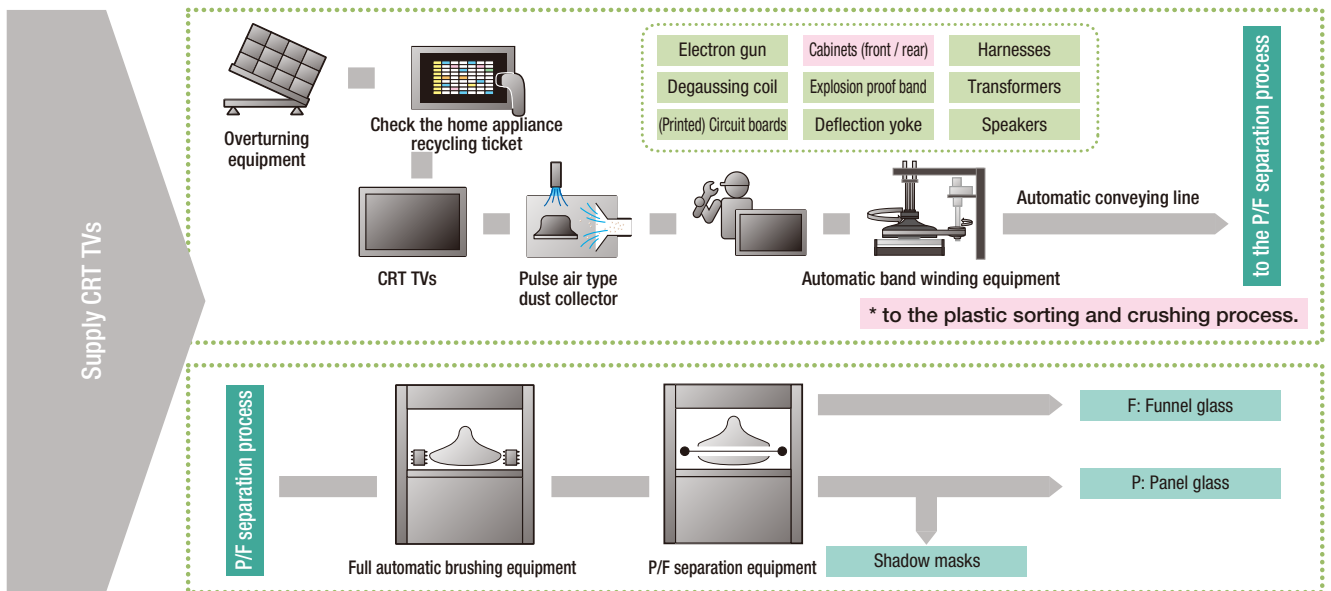 Supply CRT TVs
Overturning
equipment
Check the home appliance
recycling ticket
Electron gun
Cabinets (front / rear)
Harnesses
Degaussing coil
Explosion proof band
Transformers
(Printed) Circuit boards
Deflection yoke
Speakers
CRT TVs
Pulse air type
dust collector
Automatic band winding equipment
Automatic conveying line
to the P/F separation process
* to the plastic sorting and crushing process.
P/F separation process
Full automatic brushing equipment
P/F separation equipment
F: Funnel glass
P: Panel glass
Shadow masks